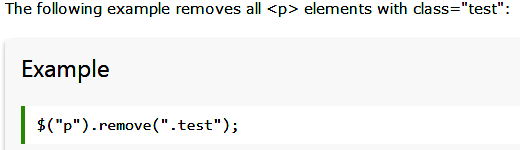 The following example removes all <p> elements with class="test":
Example
$("p").remove(".test");